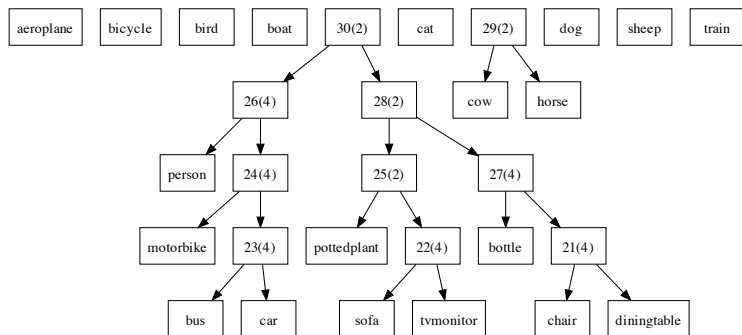 aeroplane bicycle bird boat 30(2) cat 29(2) dog sheep train
26(4) 28(2) cow horse
person 24(4) 25(2) 27(4)
motorbike 23(4) pottedplant 22(4) bottle 21(4)
bus car sofa tvmonitor chair diningtable